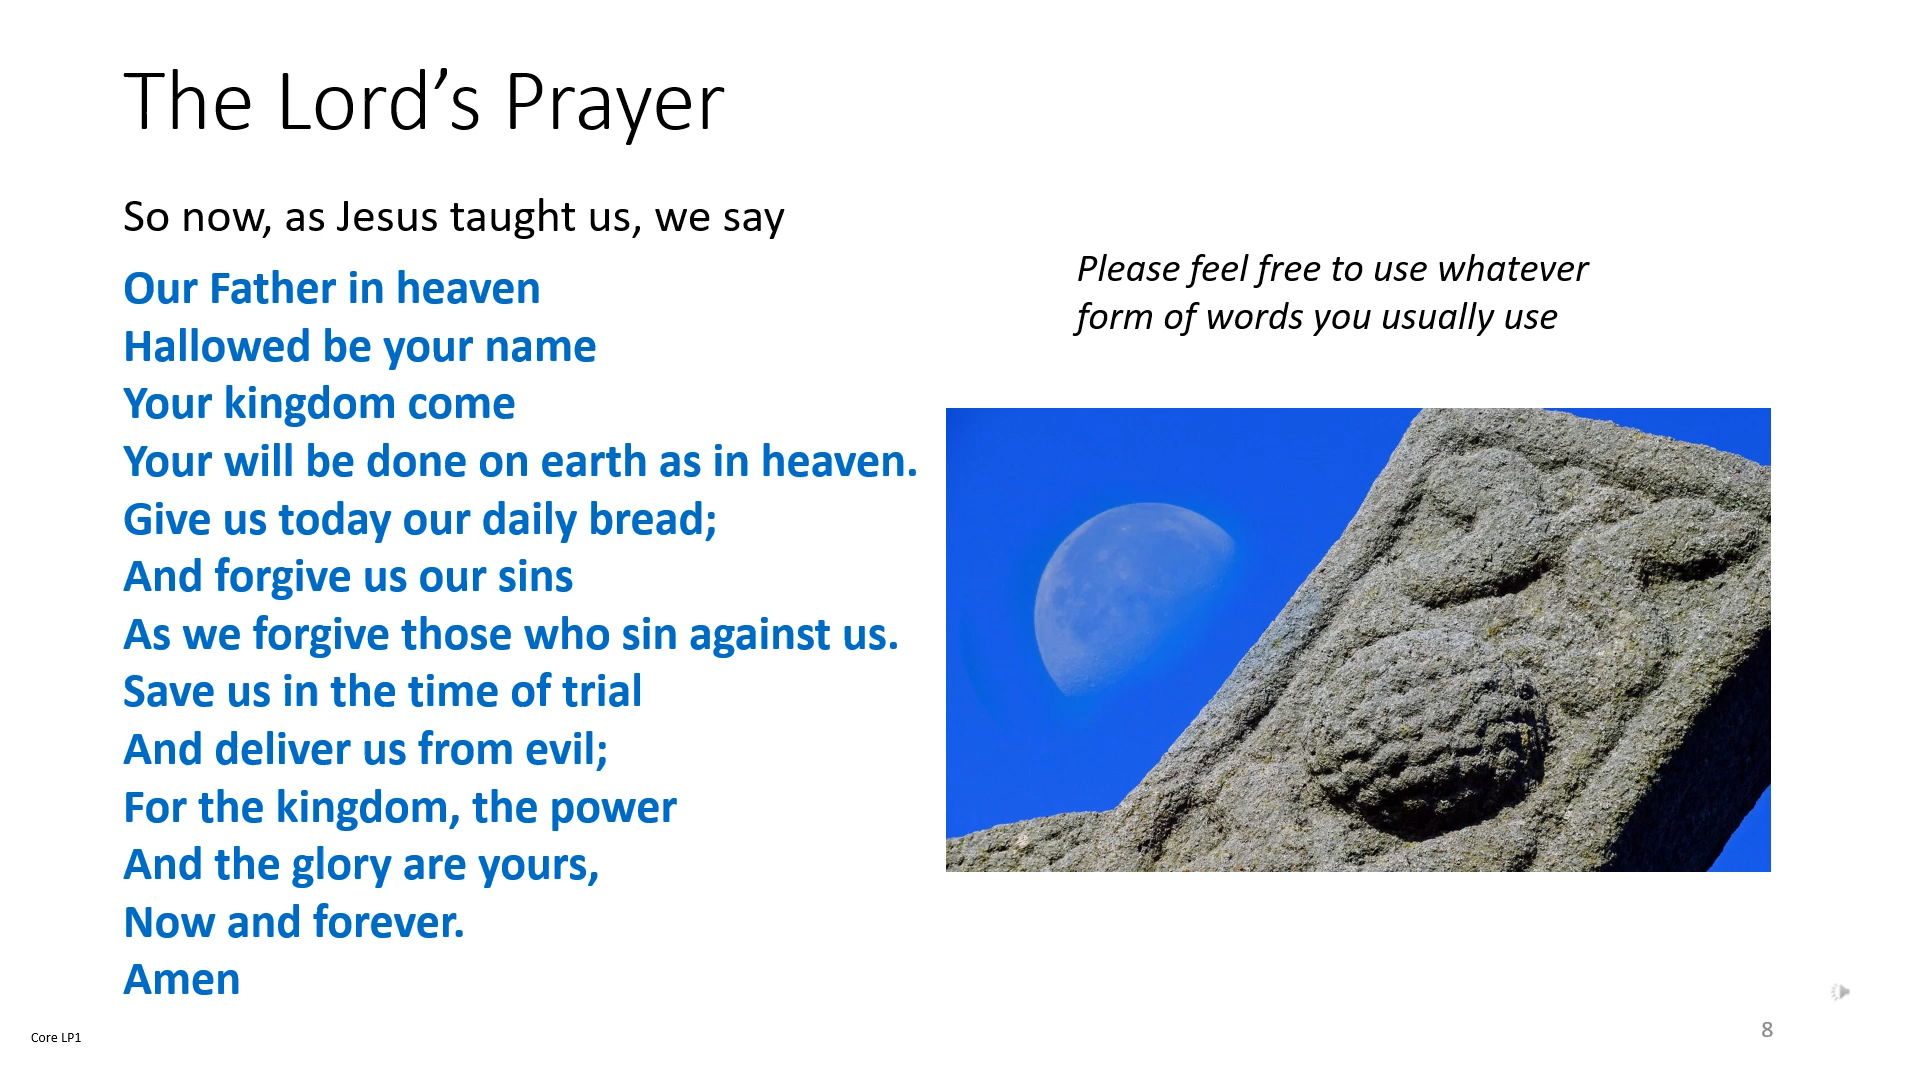 The Lord’s Prayer
So now, as Jesus taught us, we say
Our Father in heaven
Hallowed be your name
Your kingdom come
Your will be done on earth as in heaven.
Give us today our daily bread;
And forgive us our sins
As we forgive those who sin against us.
Save us in the time of trial
And deliver us from evil;
For the kingdom, the power
And the glory are yours,
Now and forever.
Amen
Please feel free to use whatever
form of words you usually use
Core LP1
8